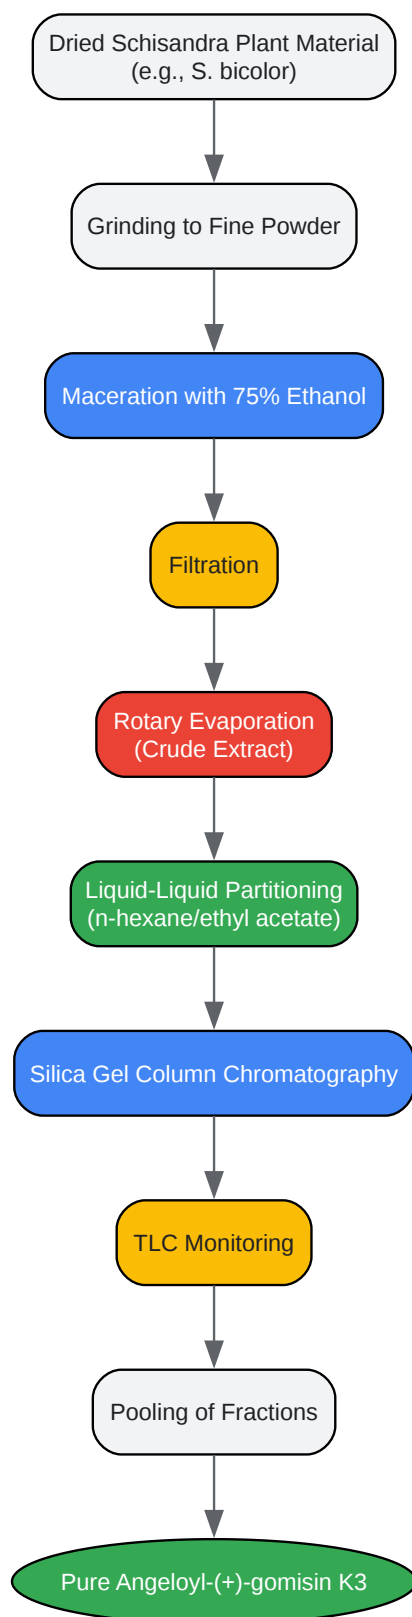 Dried Schisandra Plant Material
(e.g., S. bicolor)
Grinding to Fine Powder
Maceration with 75% Ethanol
Filtration
Rotary Evaporation
(Crude Extract)
Liquid-Liquid Partitioning
(n-hexane/ethyl acetate)
Silica Gel Column Chromatography
TLC Monitoring
Pooling of Fractions
Pure Angeloyl-(+)-gomisin K3